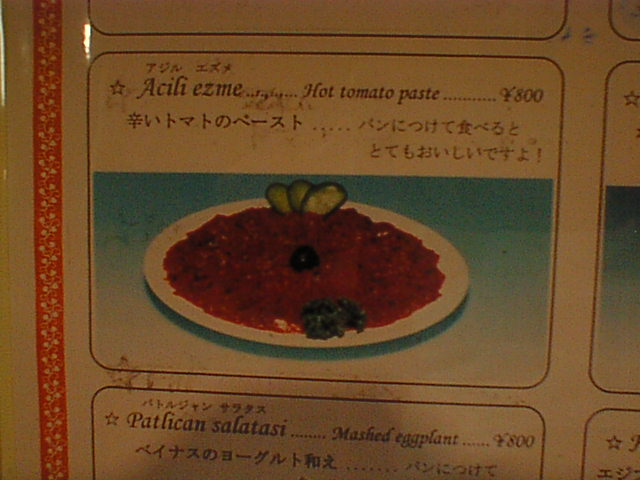 アジル エズメ
☆ Acili ezme ........... Hot tomato paste ........... ¥800
辛いトマトのペースト ..... パンにつけて食べると
とてもおいしいですよ!
パトルジャン サラタス
☆ Patlican salatasi ........ Mashed eggplant ...... ¥800
ベイナスのヨーグルト和え ........ パンにつけて
☆
エジ